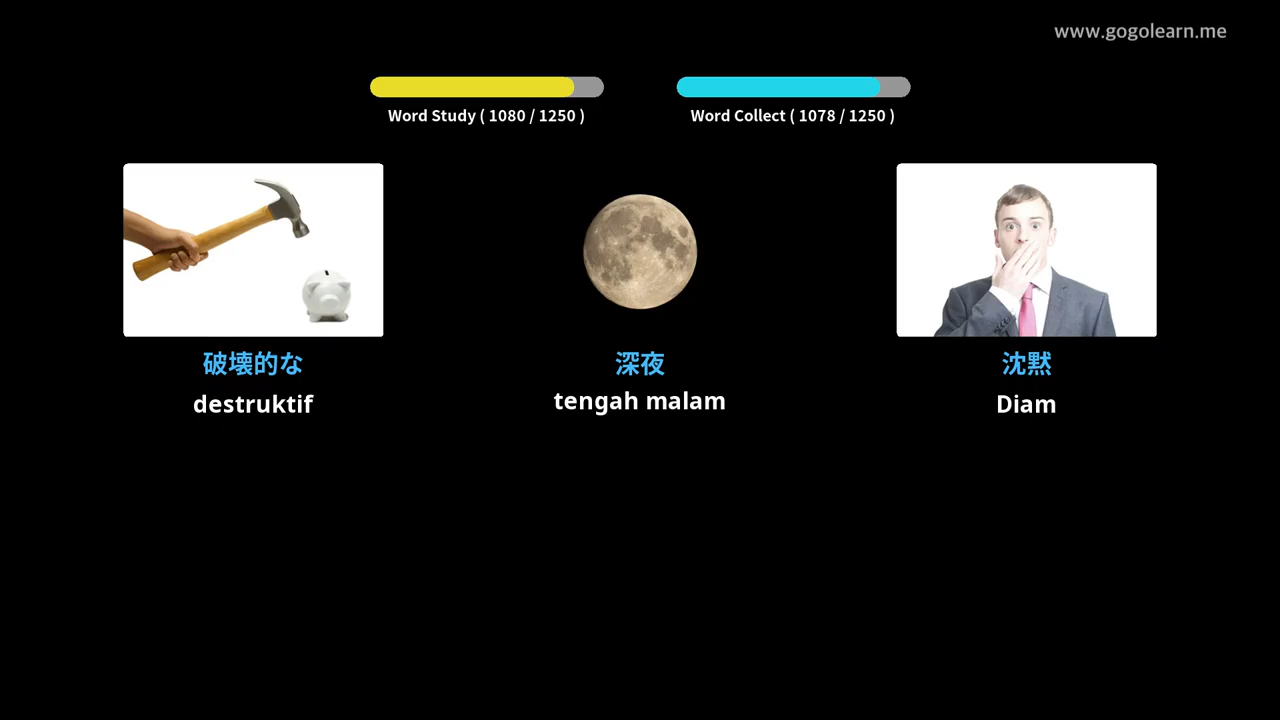 www.gogolearn.me
Word Study ( 1080 / 1250 )
Word Collect ( 1078 / 1250 )
破壊的な
destruktif
深夜
tengah malam
沈黙
Diam